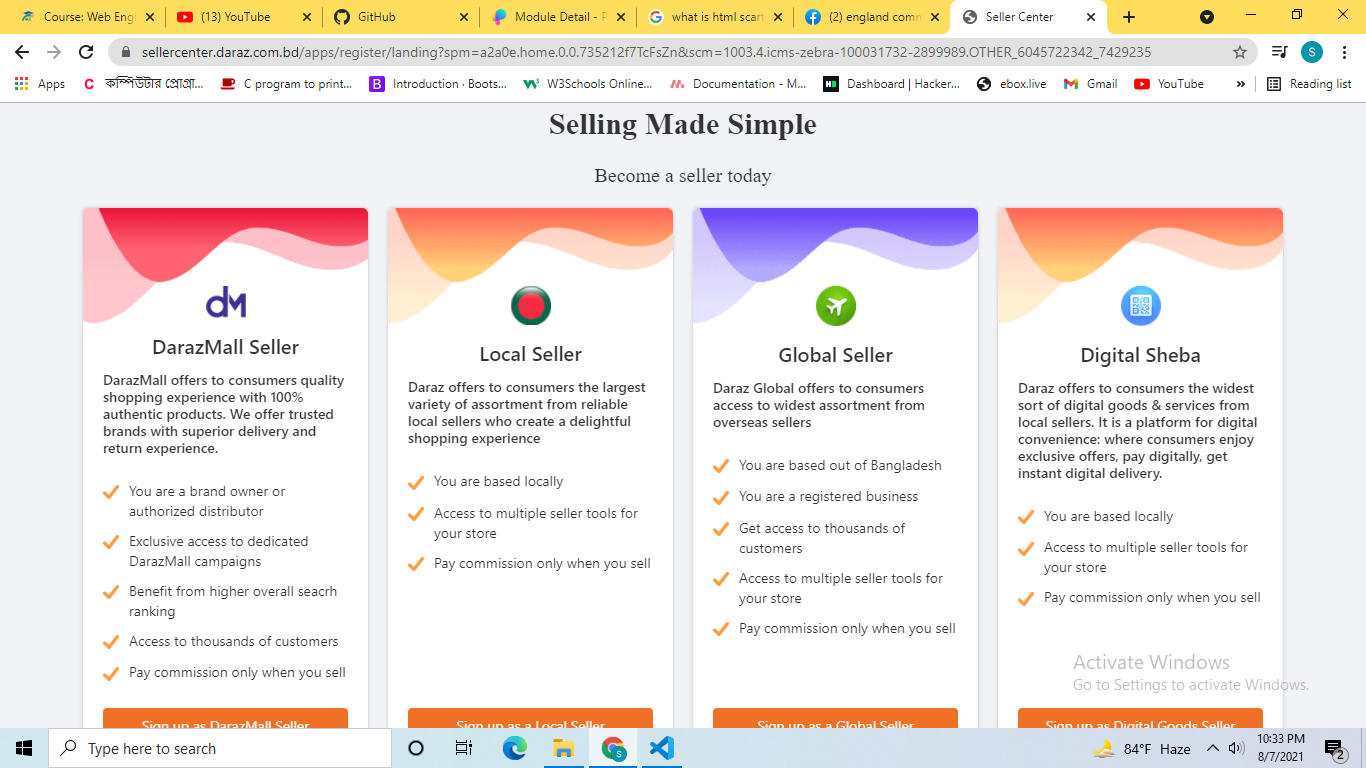 Course: Web Engi
(13) YouTube
GitHub
Module Detail - P
what is html scart
(2) england comm
Seller Center
sellercenter.daraz.com.bd/apps/register/landing?spm=a2a0e.home.0.0.735212f7TcFsZn&scm=1003.4.icms-zebra-100031732-2899989.OTHER_6045722342_7429235
S
Apps
কম্পিউটার প্রোগ্রা...
C program to print...
Introduction · Boots...
W3Schools Online...
Documentation - M...
Dashboard | Hacker...
ebox.live
Gmail
YouTube
»
Reading list
Selling Made Simple
Become a seller today
dM
DarazMall Seller
DarazMall offers to consumers quality
shopping experience with 100%
authentic products. We offer trusted
brands with superior delivery and
return experience.
You are a brand owner or
authorized distributor
Exclusive access to dedicated
DarazMall campaigns
Benefit from higher overall seacrh
ranking
Access to thousands of customers
Pay commission only when you sell
Sign up as DarazMall Seller
Local Seller
Daraz offers to consumers the largest
variety of assortment from reliable
local sellers who create a delightful
shopping experience
You are based locally
Access to multiple seller tools for
your store
Pay commission only when you sell
Sign up as a Local Seller
Global Seller
Daraz Global offers to consumers
access to widest assortment from
overseas sellers
You are based out of Bangladesh
You are a registered business
Get access to thousands of
customers
Access to multiple seller tools for
your store
Pay commission only when you sell
Sign up as a Global Seller
Digital Sheba
Daraz offers to consumers the widest
sort of digital goods & services from
local sellers. It is a platform for digital
convenience: where consumers enjoy
exclusive offers, pay digitally, get
instant digital delivery.
You are based locally
Access to multiple seller tools for
your store
Pay commission only when you sell
Sign up as Digital Goods Seller
Activate Windows
Go to Settings to activate Windows.
Type here to search
S
84°F Haze
10:33 PM
8/7/2021
2